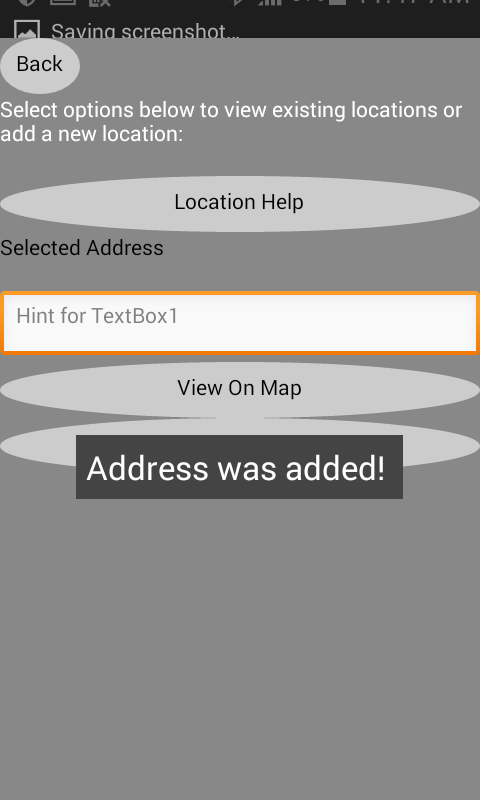 Saving screenshot...
Back
Select options below to view existing locations or
add a new location:
Location Help
Selected Address
Hint for TextBox1
View On Map
Address was added!